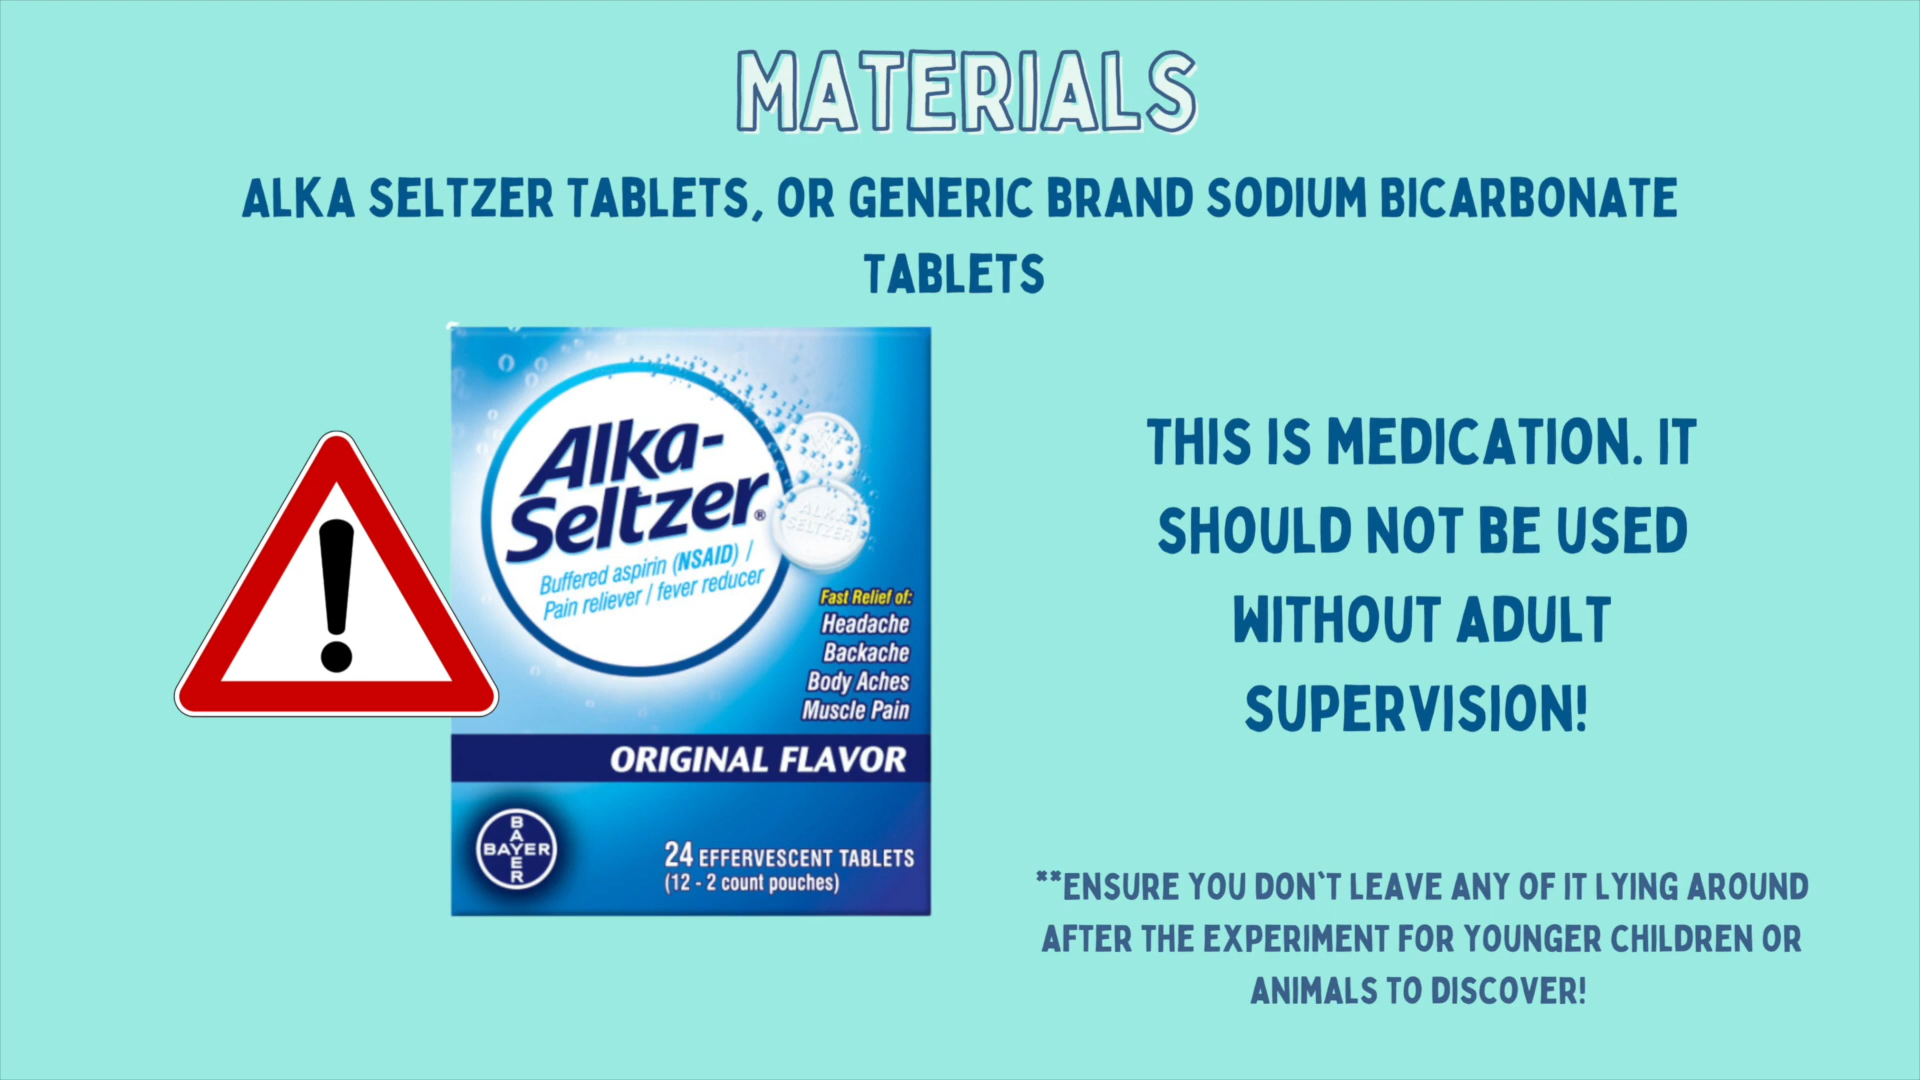 MATERIALS
ALKA SELTZER TABLETS, OR GENERIC BRAND SODIUM BICARBONATE
TABLETS
Alka-
Seltzer®
Buffered aspirin (NSAID) /
Pain reliever / fever reducer
ALKA
SELTZER
Fast Relief of:
Headache
Backache
Body Aches
Muscle Pain
ORIGINAL FLAVOR
BAYER
BAYER
24 EFFERVESCENT TABLETS
(12 - 2 count pouches)
THIS IS MEDICATION. IT
SHOULD NOT BE USED
WITHOUT ADULT
SUPERVISION!
**ENSURE YOU DON`T LEAVE ANY OF IT LYING AROUND
AFTER THE EXPERIMENT FOR YOUNGER CHILDREN OR
ANIMALS TO DISCOVER!